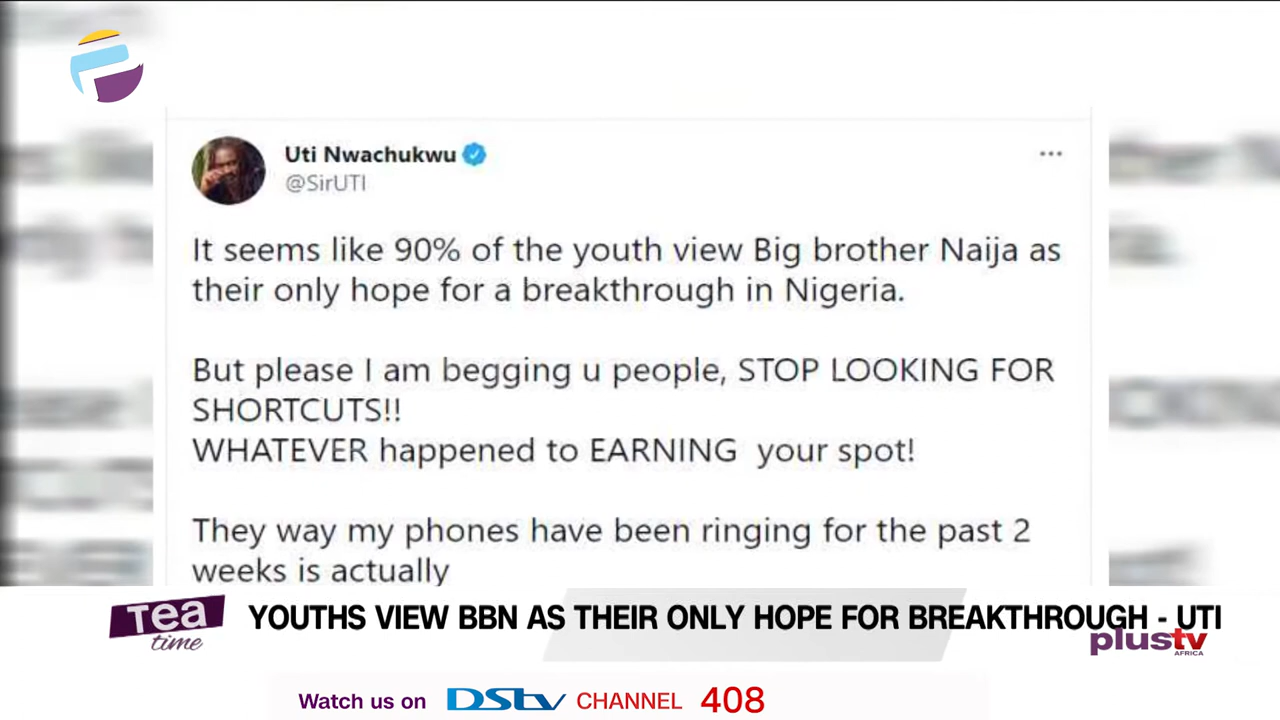 Uti Nwachukwu
@SirUTI
It seems like 90% of the youth view Big brother Naija as
their only hope for a breakthrough in Nigeria.
But please I am begging u people, STOP LOOKING FOR
SHORTCUTS!!
WHATEVER happened to EARNING your spot!
They way my phones have been ringing for the past 2
weeks is actually
Tea
time
YOUTHS VIEW BBN AS THEIR ONLY HOPE FOR BREAKTHROUGH - UTI
plustv
AFRICA
Watch us on DStv CHANNEL 408